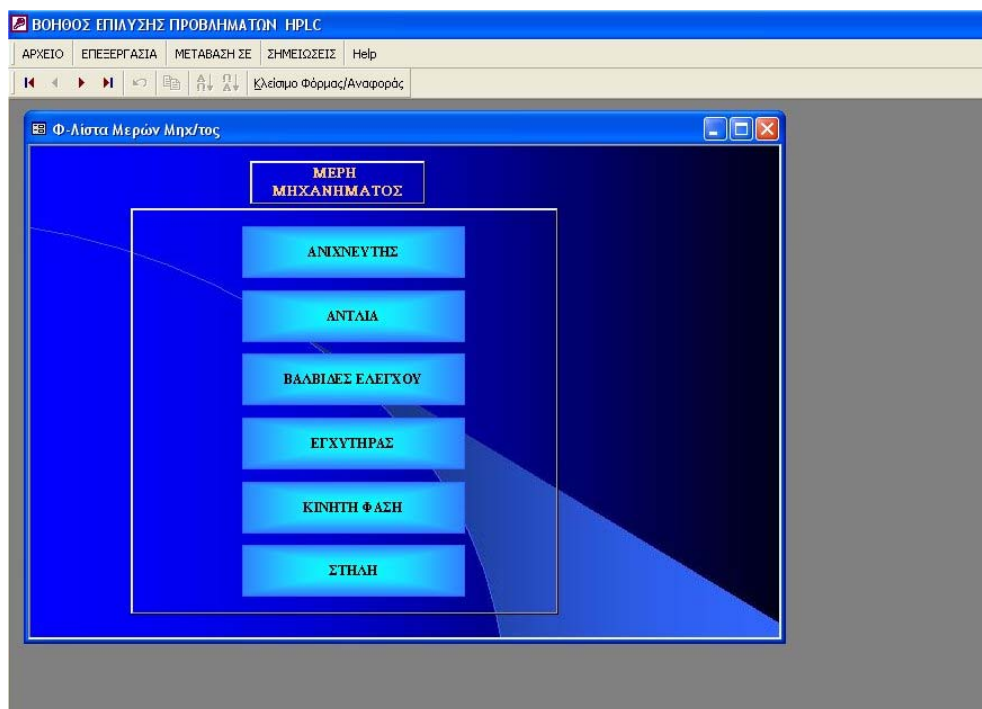 ΒΟΗΘΟΣ ΕΠΙΛΥΣΗΣ ΠΡΟΒΛΗΜΑΤΩΝ HPLC
ΑΡΧΕΙΟ ΕΠΕΞΕΡΓΑΣΙΑ ΜΕΤΑΒΑΣΗ ΣΕ ΣΗΜΕΙΩΣΕΙΣ Help
Κλείσιμο Φόρμας/Αναφοράς
Φ-Λίστα Μερών Μηχ/τος
ΜΕΡΗ
ΜΗΧΑΝΗΜΑΤΟΣ
ΑΝΙΧΝΕΥΤΗΣ
ΑΝΤΛΙΑ
ΒΑΛΒΙΔΕΣ ΕΛΕΓΧΟΥ
ΕΓΧΥΤΗΡΑΣ
ΚΙΝΗΤΗ ΦΑΣΗ
ΣΤΗΛΗ